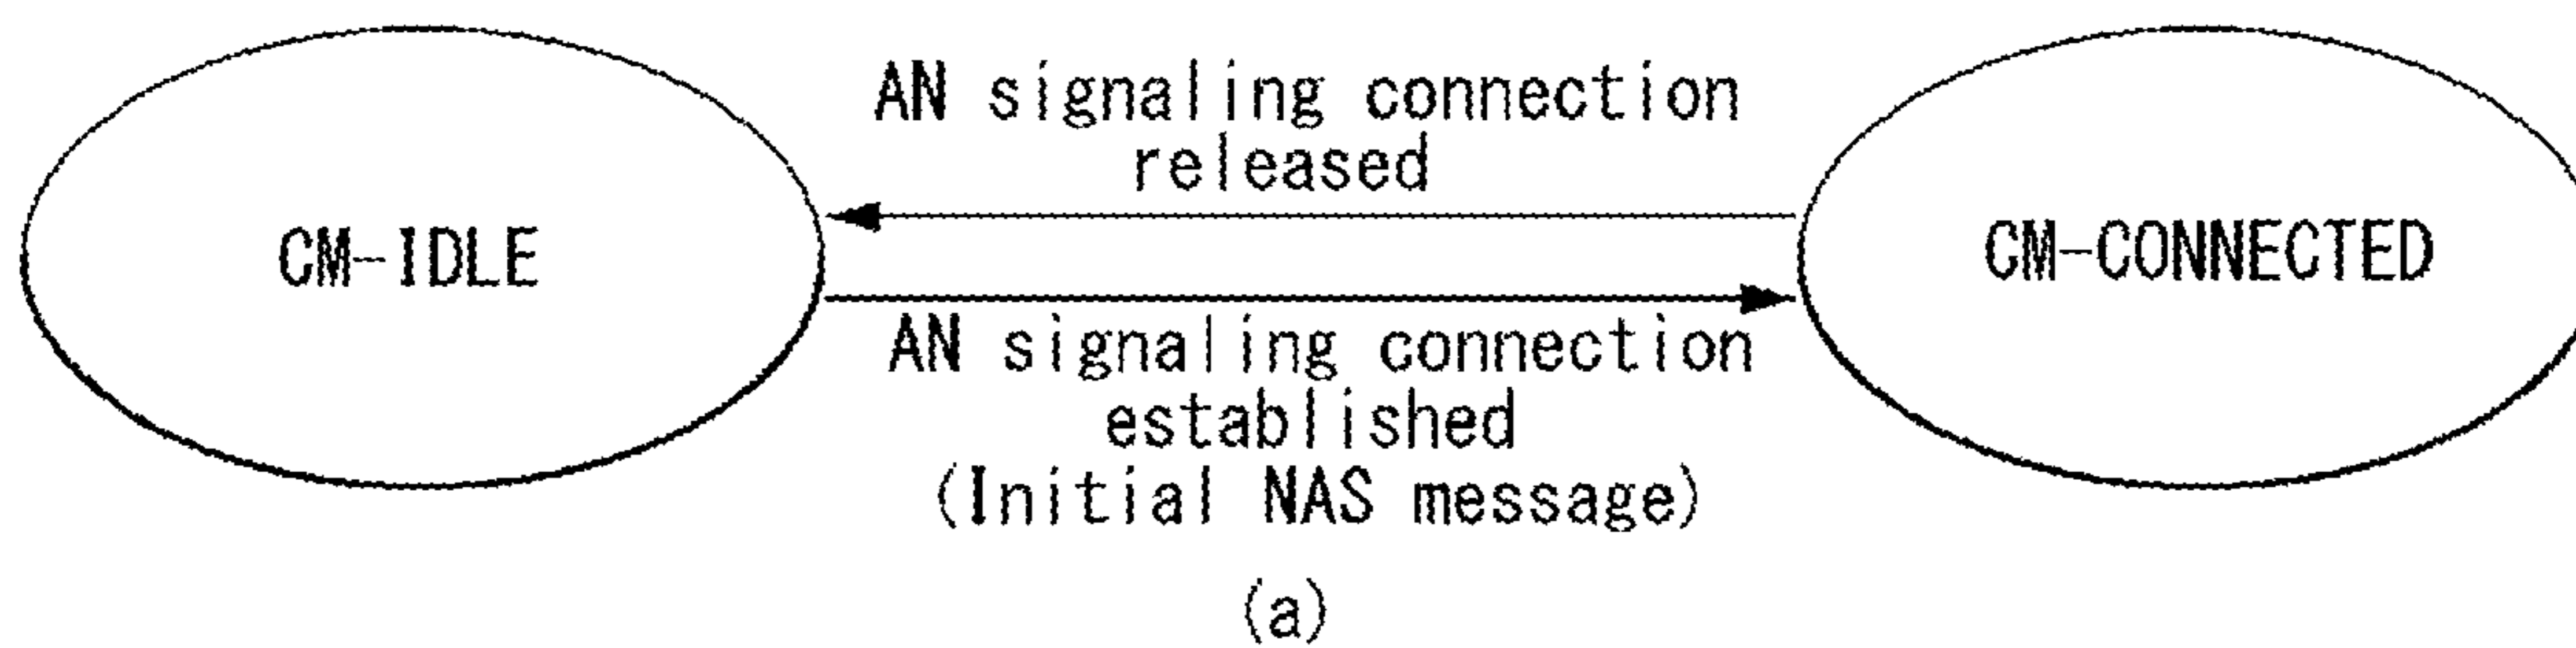 AN signaling connection
released
CM-IDLE
CM-CONNECTED
AN signaling connection
established
(Initial NAS message)
(a)